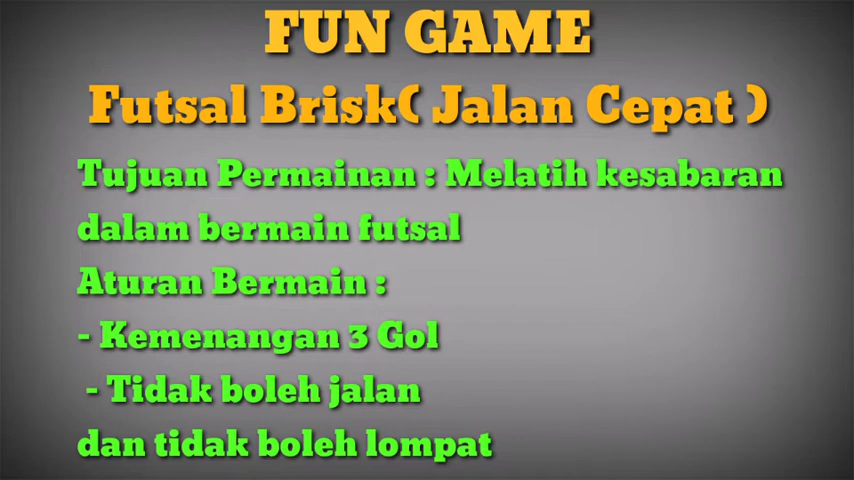 FUN GAME
Futsal Brisk( Jalan Cepat )
Tujuan Permainan : Melatih kesabaran
dalam bermain futsal
Aturan Bermain :
- Kemenangan 3 Gol
- Tidak boleh jalan
dan tidak boleh lompat